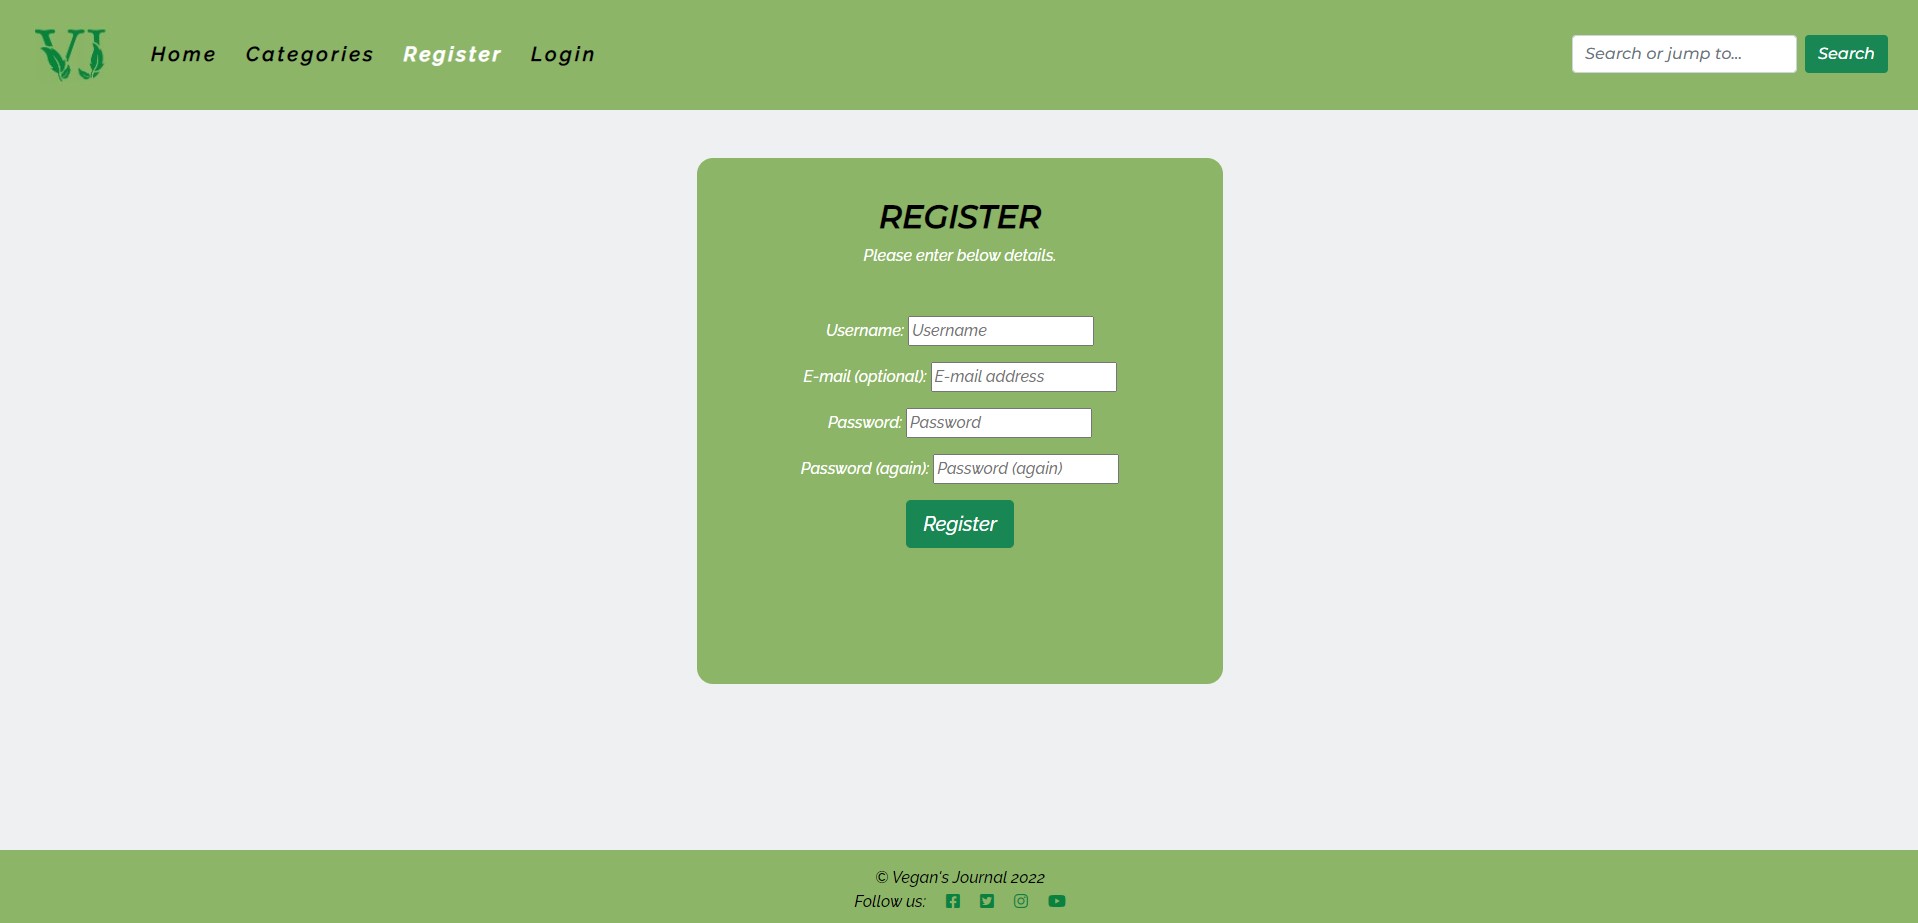 VJ Home Categories Register Login Search or jump to... Search
REGISTER
Please enter below details.
Username: Username
E-mail (optional): E-mail address
Password: Password
Password (again): Password (again)
Register
© Vegan's Journal 2022
Follow us: